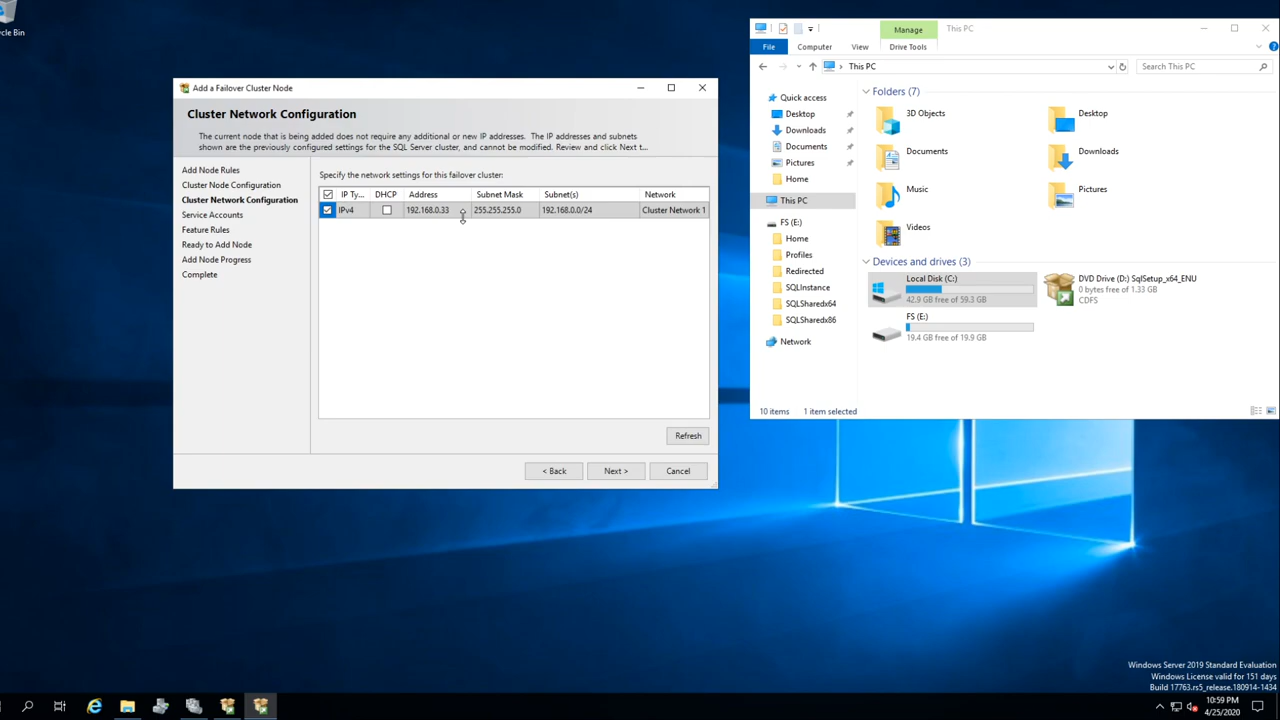 cle Bin
Add a Failover Cluster Node
Cluster Network Configuration
The current node that is being added does not require any additional or new IP addresses. The IP addresses and subnets
shown are the previously configured settings for the SQL Server cluster, and cannot be modified. Review and click Next t...
Add Node Rules
Cluster Node Configuration
Cluster Network Configuration
Service Accounts
Feature Rules
Ready to Add Node
Add Node Progress
Complete
Specify the network settings for this failover cluster:
IP Ty... DHCP Address Subnet Mask Subnet(s) Network
IPv4 192.168.0.33 255.255.255.0 192.168.0.0/24 Cluster Network 1
Refresh
< Back Next > Cancel
Manage This PC
File Computer View Drive Tools
This PC Search This PC
Quick access
Desktop
Downloads
Documents
Pictures
Home
This PC
FS (E:)
Home
Profiles
Redirected
SQLInstance
SQLSharedx64
SQLSharedx86
Network
Folders (7)
3D Objects Desktop
Documents Downloads
Music Pictures
Videos
Devices and drives (3)
Local Disk (C:)
42.9 GB free of 59.3 GB
DVD Drive (D:) SqlSetup_x64_ENU
0 bytes free of 1.33 GB
CDFS
FS (E:)
19.4 GB free of 19.9 GB
10 items 1 item selected
Windows Server 2019 Standard Evaluation
Windows License valid for 151 days
Build 17763.rs5_release.180914-1434
10:59 PM
4/25/2020